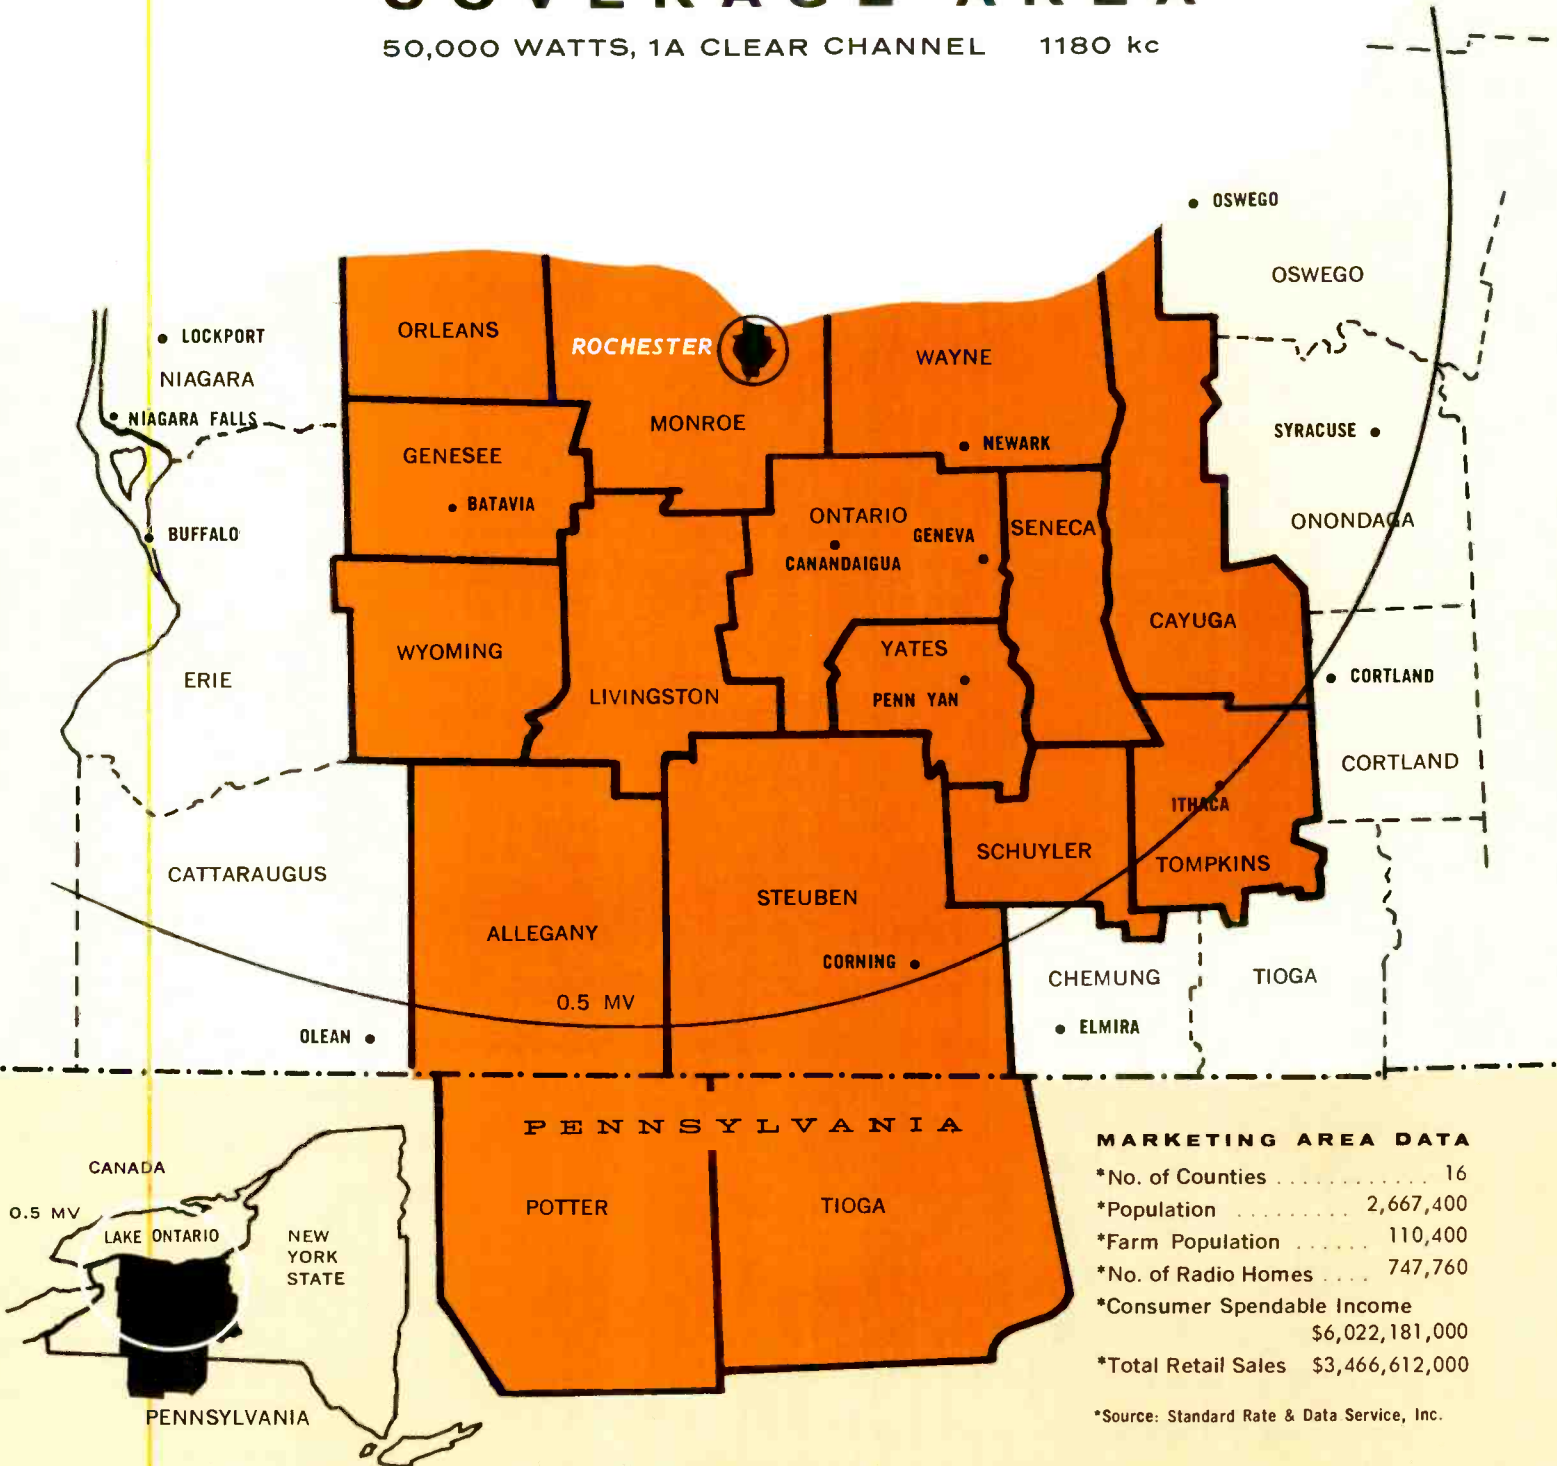 COVERAGE AREA
50,000 WATTS, 1A CLEAR CHANNEL 1180 kc
OSWEGO
OSWEGO
LOCKPORT
NIAGARA
NIAGARA FALLS
ORLEANS
ROCHESTER
WAYNE
MONROE
NEWARK
SYRACUSE
GENESEE
BATAVIA
BUFFALO
ONTARIO
GENEVA
SENECA
ONONDAGA
CANANDAIGUA
CAYUGA
WYOMING
YATES
ERIE
LIVINGSTON
PENN YAN
CORTLAND
CORTLAND
ITHACA
CATTARAUGUS
SCHUYLER
TOMPKINS
STEUBEN
ALLEGANY
CORNING
CHEMUNG
TIOGA
0.5 MV
OLEAN
ELMIRA
PENNSYLVANIA
POTTER
TIOGA
CANADA
0.5 MV
LAKE ONTARIO
NEW
YORK
STATE
PENNSYLVANIA
MARKETING AREA DATA
*No. of Counties ............ 16
*Population ......... 2,667,400
*Farm Population ...... 110,400
*No. of Radio Homes .... 747,760
*Consumer Spendable Income
$6,022,181,000
*Total Retail Sales $3,466,612,000
*Source: Standard Rate & Data Service, Inc.